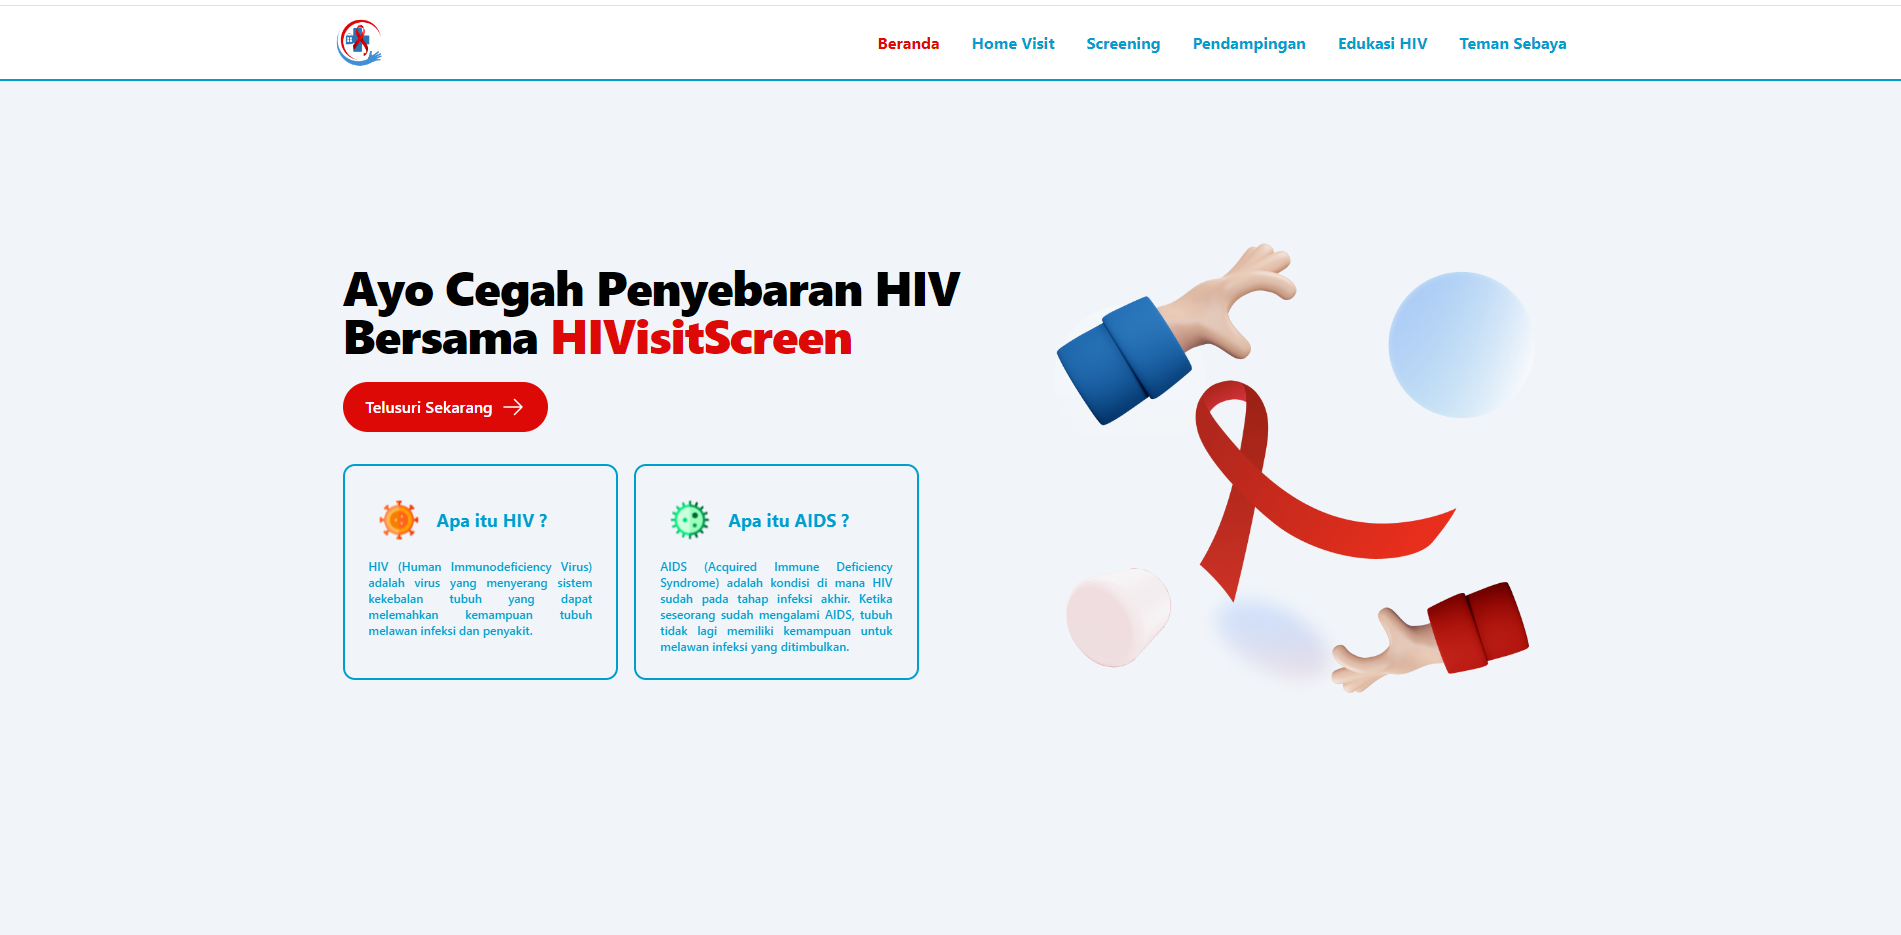 Beranda Home Visit Screening Pendampingan Edukasi HIV Teman Sebaya
Ayo Cegah Penyebaran HIV
Bersama HIVisitScreen
Telusuri Sekarang
Apa itu HIV ?
HIV (Human Immunodeficiency Virus)
adalah virus yang menyerang sistem
kekebalan tubuh yang dapat
melemahkan kemampuan tubuh
melawan infeksi dan penyakit.
Apa itu AIDS ?
AIDS (Acquired Immune Deficiency
Syndrome) adalah kondisi di mana HIV
sudah pada tahap infeksi akhir. Ketika
seseorang sudah mengalami AIDS, tubuh
tidak lagi memiliki kemampuan untuk
melawan infeksi yang ditimbulkan.